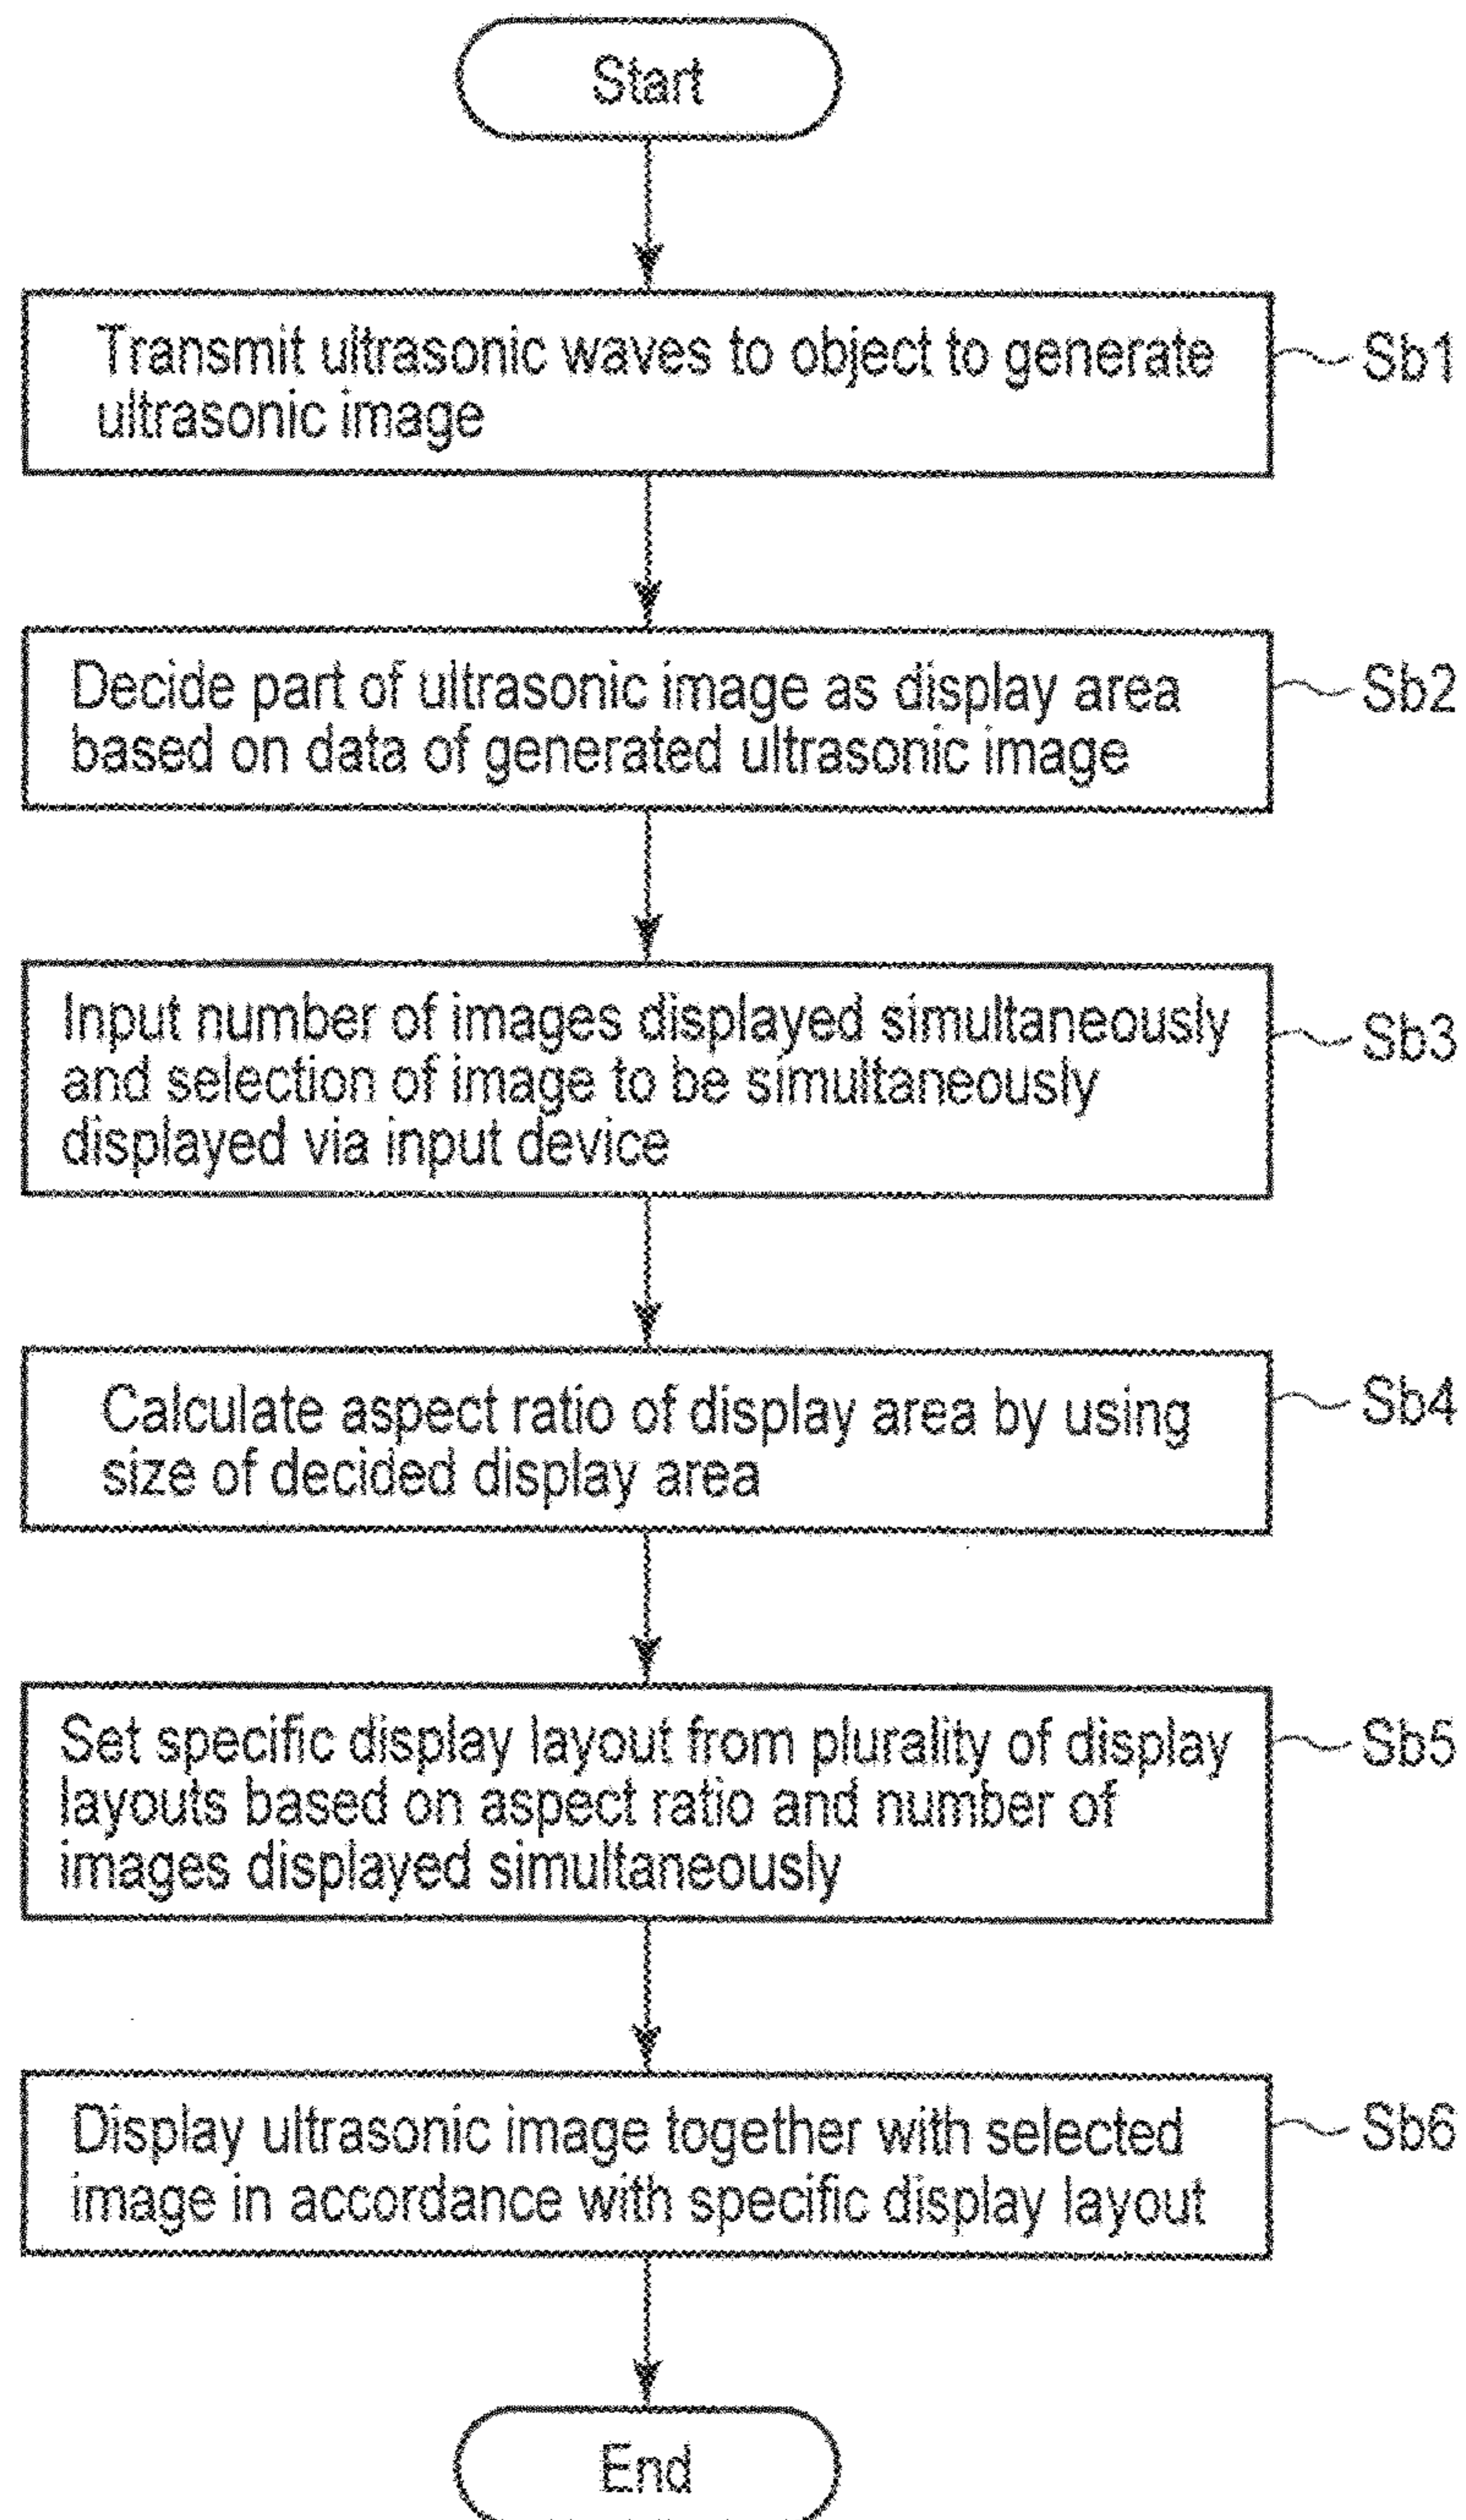 Start
Transmit ultrasonic waves to object to generate
ultrasonic image
Sb1
Decide part of ultrasonic image as display area
based on data of generated ultrasonic image
Sb2
Input number of images displayed simultaneously
and selection of image to be simultaneously
displayed via input device
Sb3
Calculate aspect ratio of display area by using
size of decided display area
Sb4
Set specific display layout from plurality of display
layouts based on aspect ratio and number of
images displayed simultaneously
Sb5
Display ultrasonic image together with selected
image in accordance with specific display layout
Sb6
End